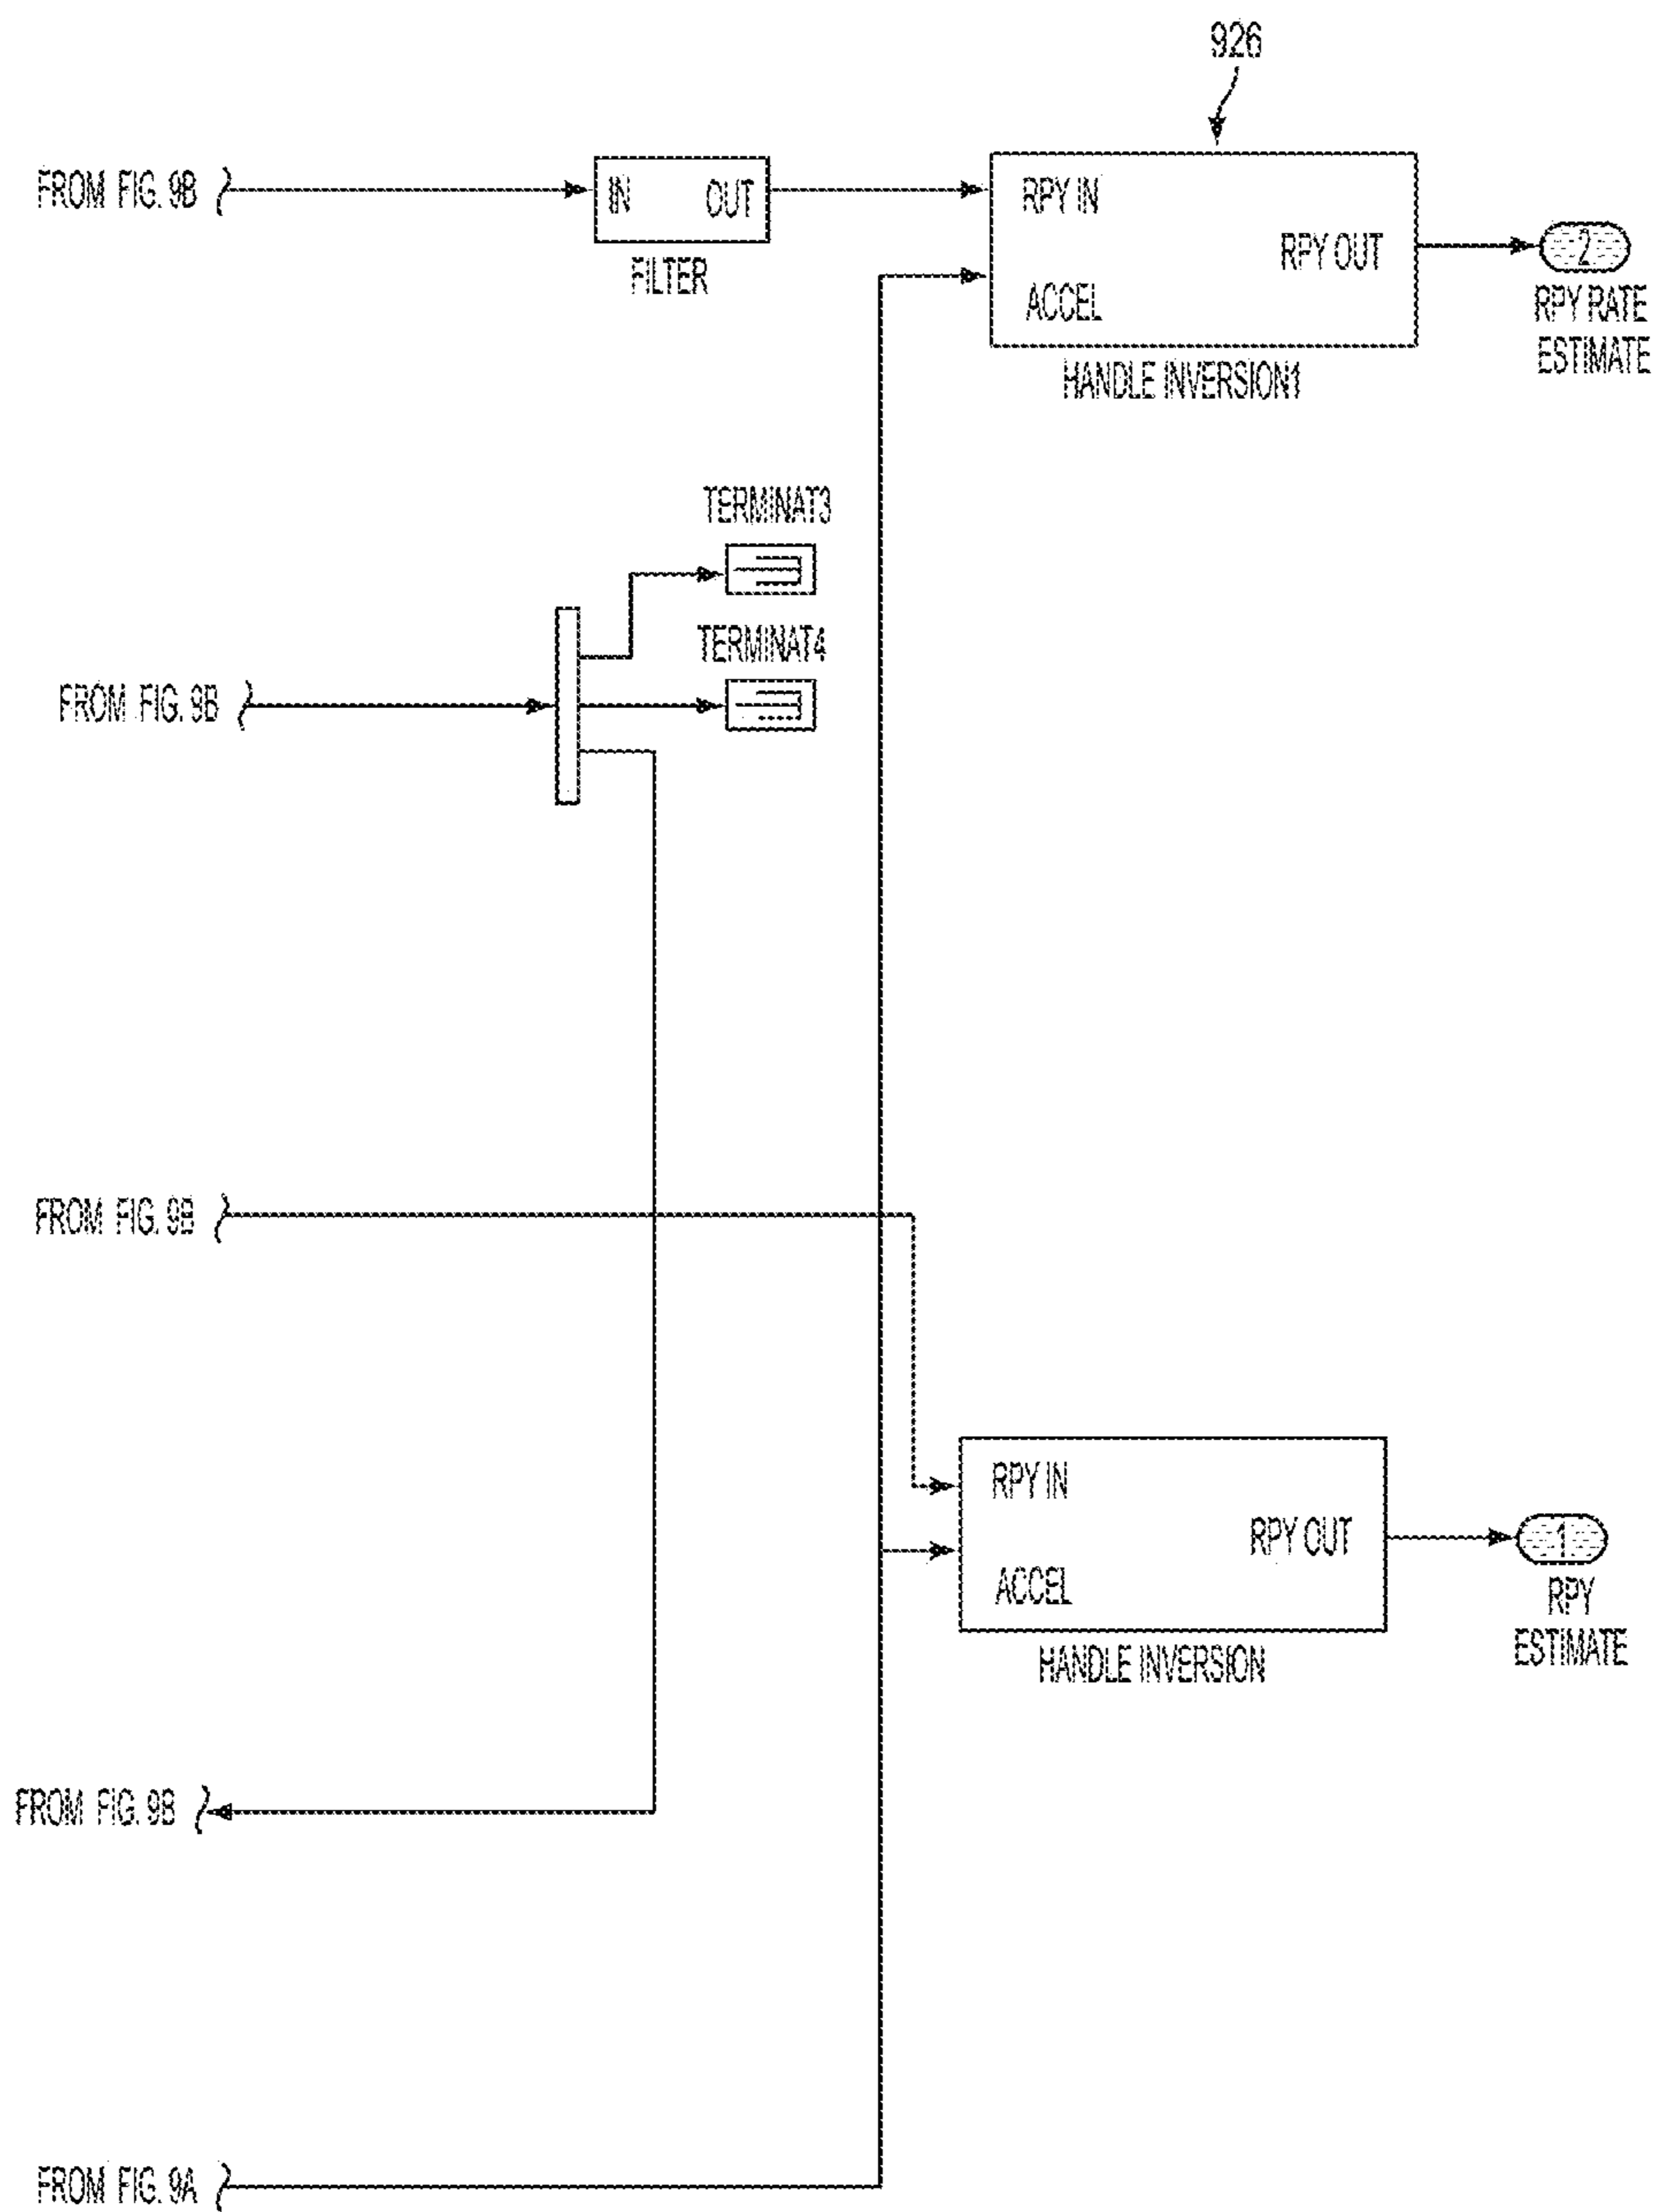 926
FROM FIG. 9B
IN OUT
FILTER
RPY IN
ACCEL
RPY OUT
HANDLE INVERSION1
2
RPY RATE
ESTIMATE
TERMINAT3
TERMINAT4
FROM FIG. 9B
FROM FIG. 9B
RPY IN
ACCEL
RPY OUT
HANDLE INVERSION
1
RPY
ESTIMATE
FROM FIG. 9B
FROM FIG. 9A